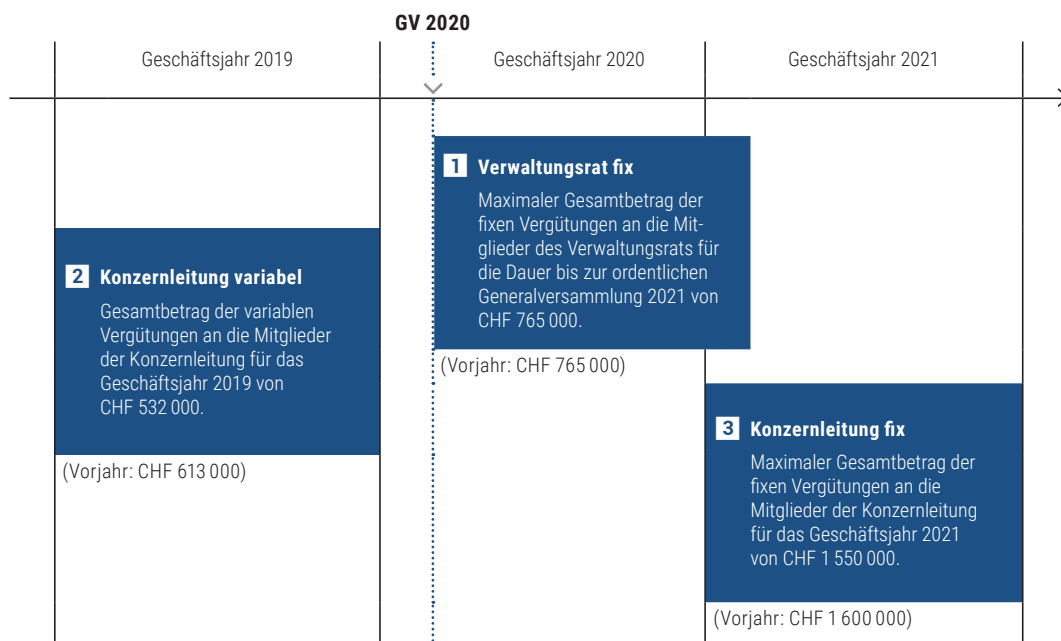 GV 2020
Geschäftsjahr 2019
Geschäftsjahr 2020
Geschäftsjahr 2021
1 Verwaltungsrat fix
Maximaler Gesamtbetrag der
fixen Vergütungen an die Mit-
glieder des Verwaltungsrats für
die Dauer bis zur ordentlichen
Generalversammlung 2021 von
CHF 765 000.
(Vorjahr: CHF 765 000)
2 Konzernleitung variabel
Gesamtbetrag der variablen
Vergütungen an die Mitglieder
der Konzernleitung für das
Geschäftsjahr 2019 von
CHF 532 000.
(Vorjahr: CHF 613 000)
3 Konzernleitung fix
Maximaler Gesamtbetrag der
fixen Vergütungen an die
Mitglieder der Konzernleitung
für das Geschäftsjahr 2021
von CHF 1 550 000.
(Vorjahr: CHF 1 600 000)